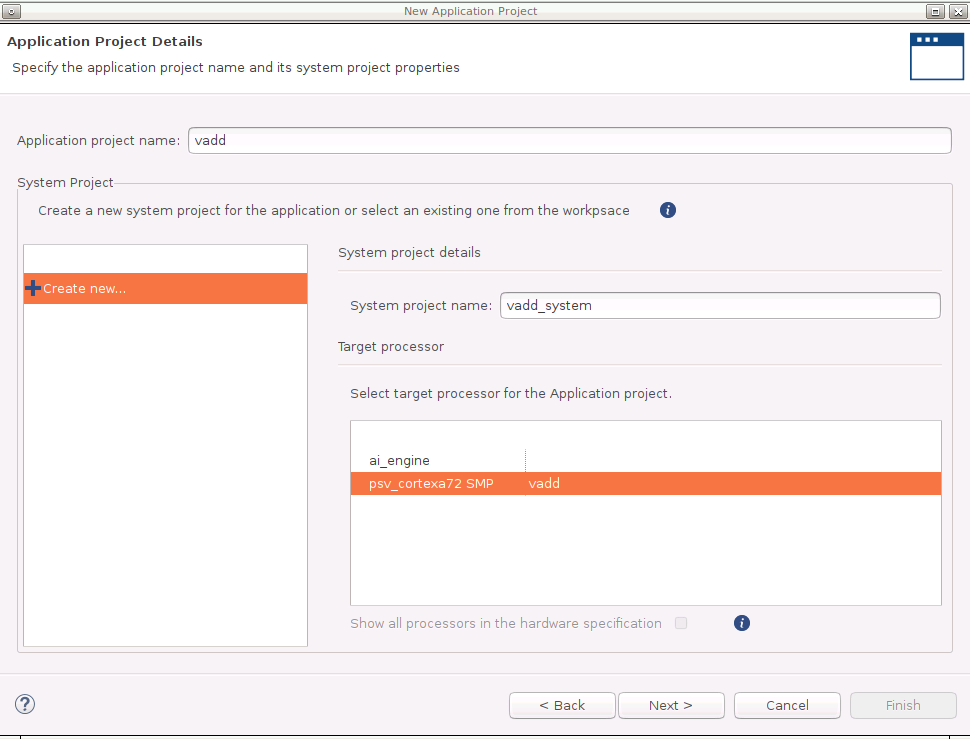 New Application Project
Application Project Details
Specify the application project name and its system project properties
Application project name: vadd
System Project
Create a new system project for the application or select an existing one from the workpsace
Create new...
System project details
System project name: vadd_system
Target processor
Select target processor for the Application project.
ai_engine
psv_cortexa72 SMP vadd
Show all processors in the hardware specification
< Back Next > Cancel Finish